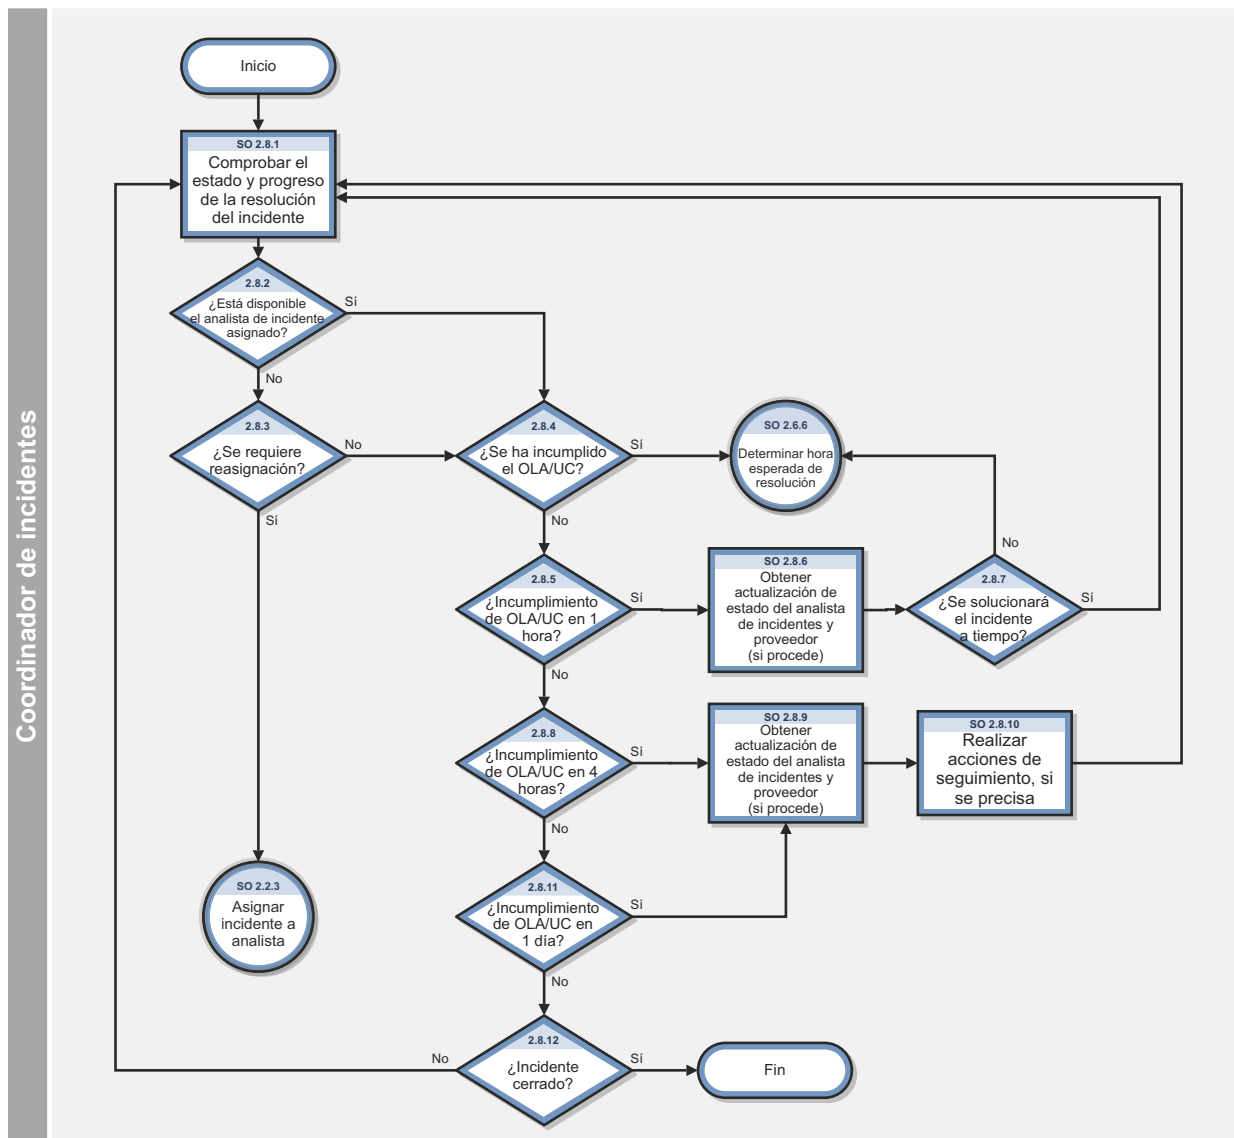 Coordinador de incidentes
Inicio
SO 2.8.1
Comprobar el
estado y progreso
de la resolución
del incidente
2.8.2
¿Está disponible
el analista de incidente
asignado?
Sí
No
2.8.3
¿Se requiere
reasignación?
No
Sí
2.8.4
¿Se ha incumplido
el OLA/UC?
Sí
No
SO 2.6.6
Determinar hora
esperada de
resolución
2.8.5
¿Incumplimiento
de OLA/UC en 1
hora?
Sí
No
SO 2.8.6
Obtener
actualización de
estado del analista
de incidentes y
proveedor
(si procede)
2.8.7
¿Se solucionará
el incidente
a tiempo?
No
Sí
2.8.8
¿Incumplimiento
de OLA/UC en 4
horas?
Sí
No
SO 2.8.9
Obtener
actualización de
estado del analista
de incidentes y
proveedor
(si procede)
SO 2.8.10
Realizar
acciones de
seguimiento, si
se precisa
SO 2.2.3
Asignar
incidente a
analista
2.8.11
¿Incumplimiento
de OLA/UC en
1 día?
Sí
No
2.8.12
¿Incidente
cerrado?
No
Sí
Fin